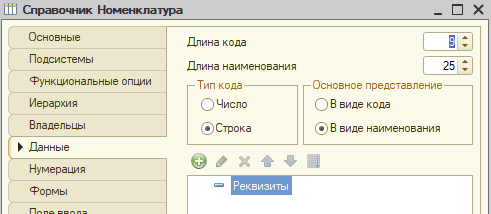 Справочник Номенклатура
Основные
Подсистемы
Функциональные опции
Иерархия
Владельцы
Данные
Нумерация
Формы
Поле ввода
Длина кода
9
Длина наименования
25
Тип кода
Число
Строка
Основное представление
В виде кода
В виде наименования
Реквизиты